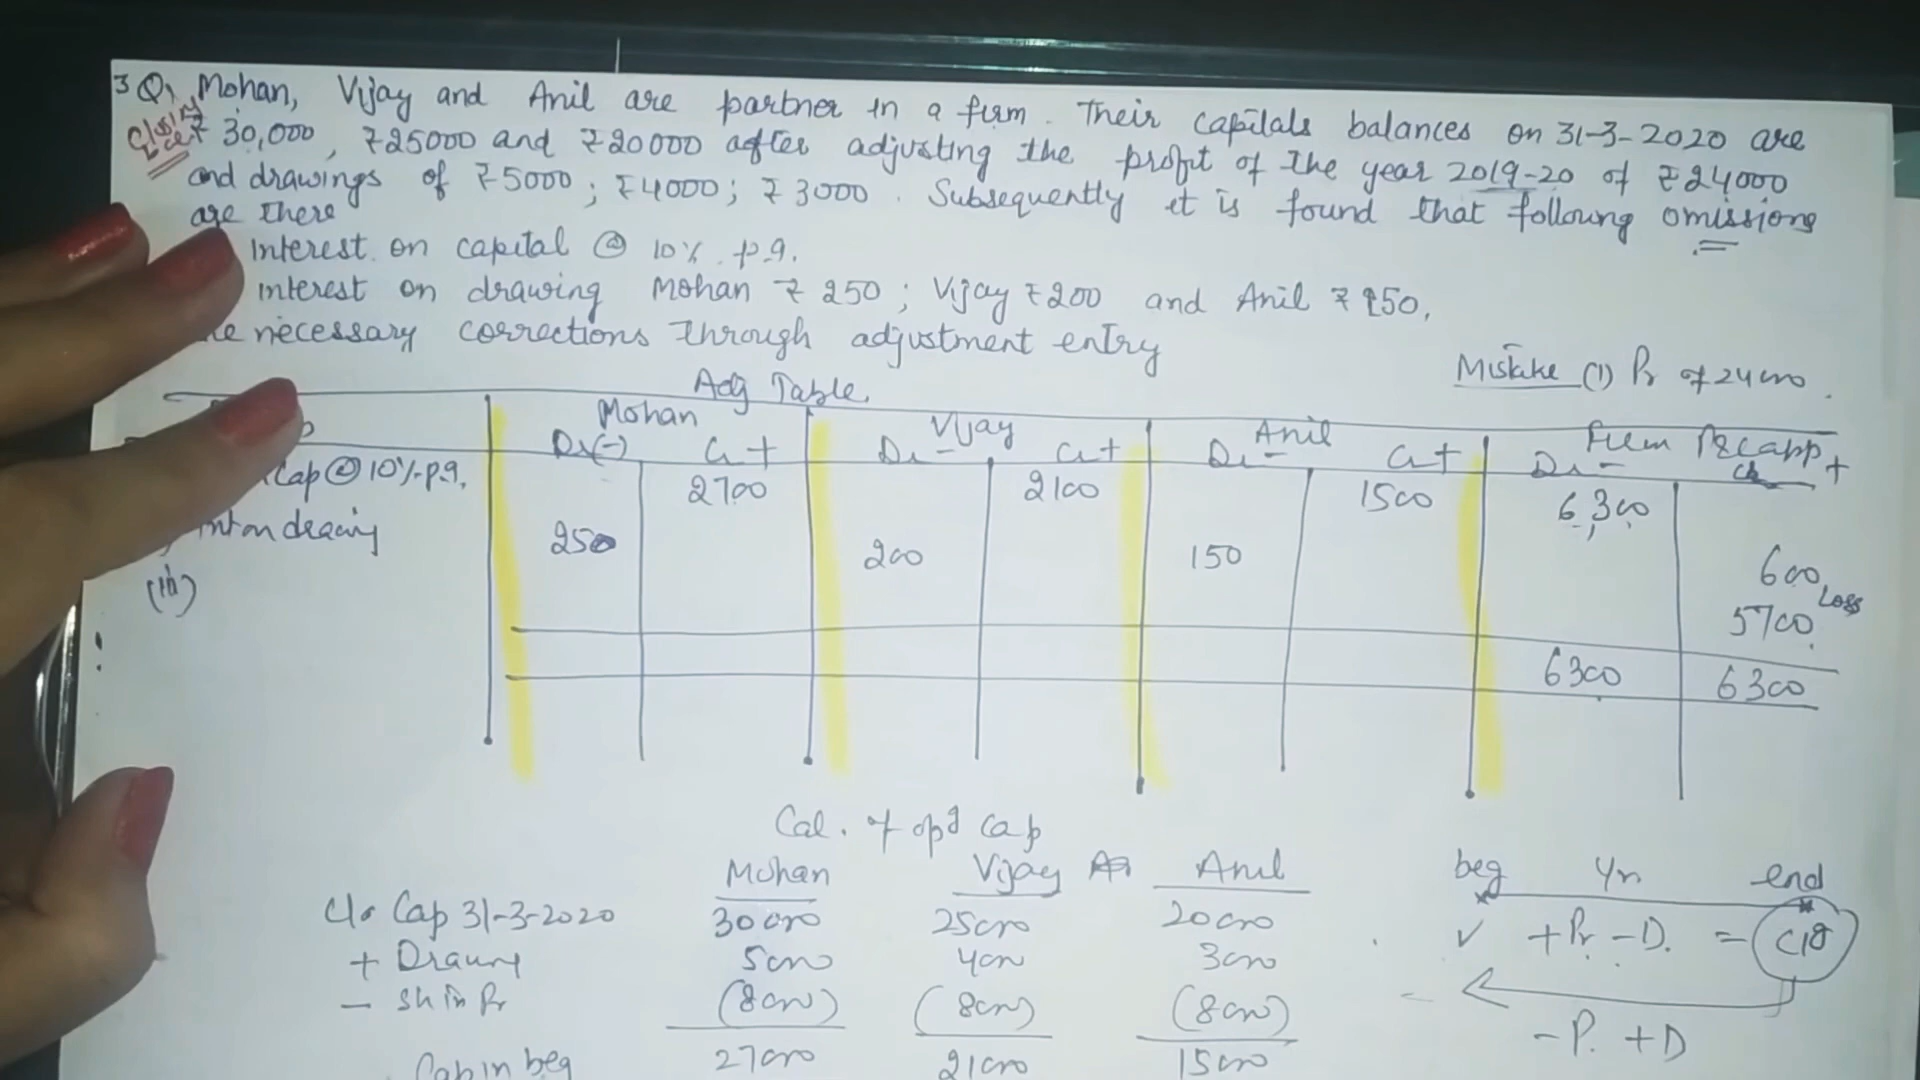 3 Q, Mohan, Vijay and Anil are partner in a firm. Their capitals balances on 31-3-2020 are
Closing
₹ 30,000, ₹25000 and ₹20000 after adjusting the profit of the year 2019-20 of ₹24000
and drawings of ₹5000; ₹4000; ₹3000. Subsequently it is found that following omissions
are there
Interest on capital @ 10% p.a.
Interest on drawing Mohan ₹ 250; Vijay ₹200 and Anil ₹150.
necessary corrections through adjustment entry
Mistake (1) Pr of 24000.
Adj Table.
Mohan Vijay Anil Firm P&L app
Dr(-) Cr + Dr - Cr + Dr - Cr + Dr - Cr +
Cap @ 10% p.a. 2700 2100 1500 6,300
int on drawing 250 200 150 600
(iii) Loss
5700
6300 6300
Cal. of opg cap
Mohan Vijay Anil
Clo Cap 31-3-2020 30000 25000 20000
+ Drawing 5000 4000 3000
- Sh in Pr (8000) (8000) (8000)
Cap in beg 27000 21000 15000
beg Yr. end
✓ + Pr - D. = Clg
- P. + D